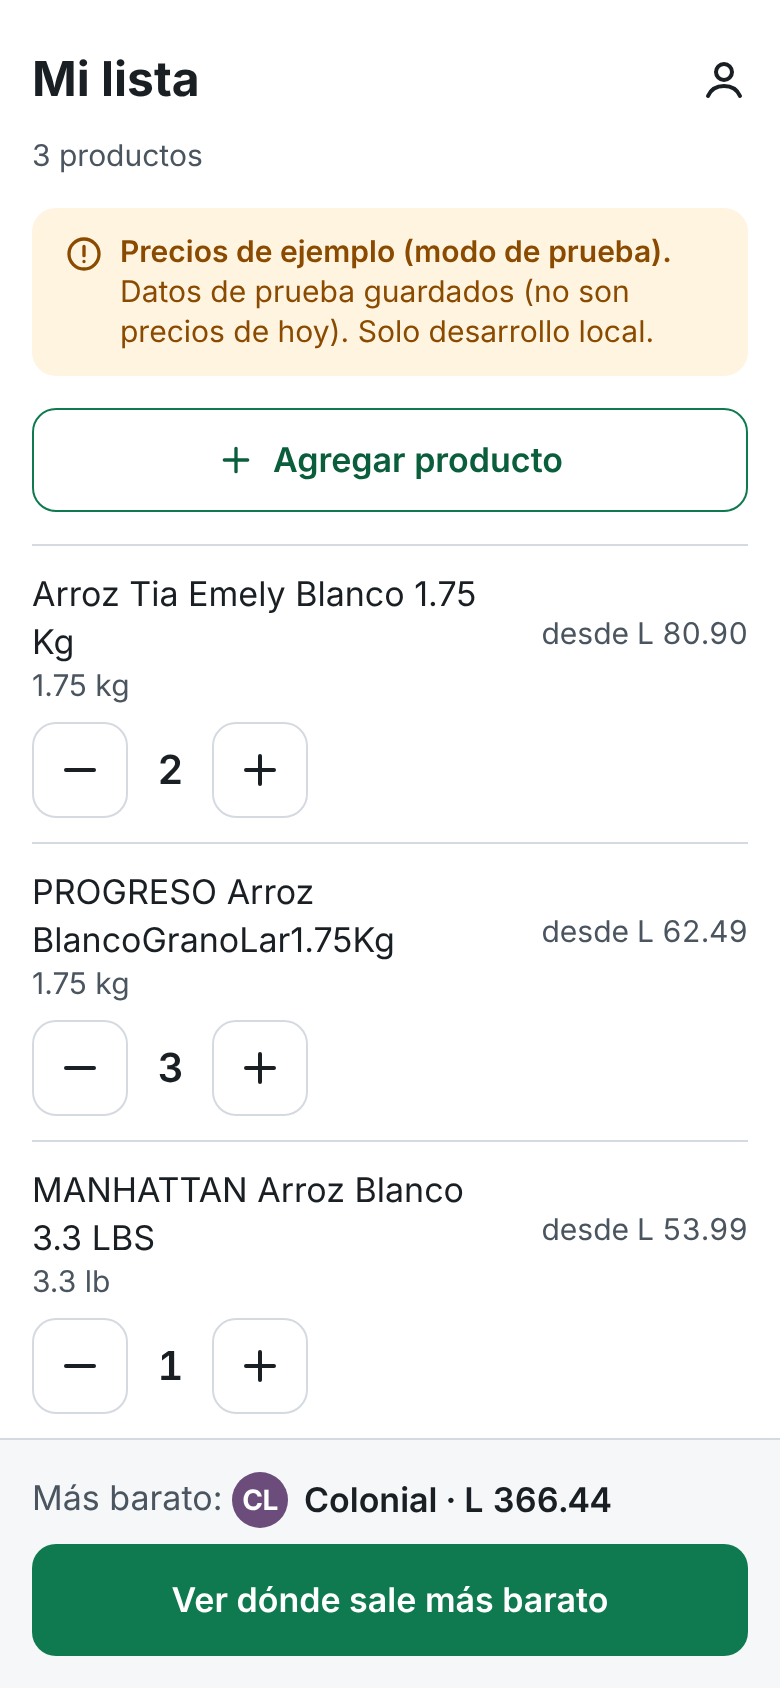 Mi lista
3 productos
Precios de ejemplo (modo de prueba).
Datos de prueba guardados (no son
precios de hoy). Solo desarrollo local.
Agregar producto
Arroz Tia Emely Blanco 1.75
Kg
desde L 80.90
1.75 kg
2
PROGRESO Arroz
BlancoGranoLar1.75Kg
desde L 62.49
1.75 kg
3
MANHATTAN Arroz Blanco
3.3 LBS
desde L 53.99
3.3 lb
1
Más barato: CL Colonial · L 366.44
Ver dónde sale más barato